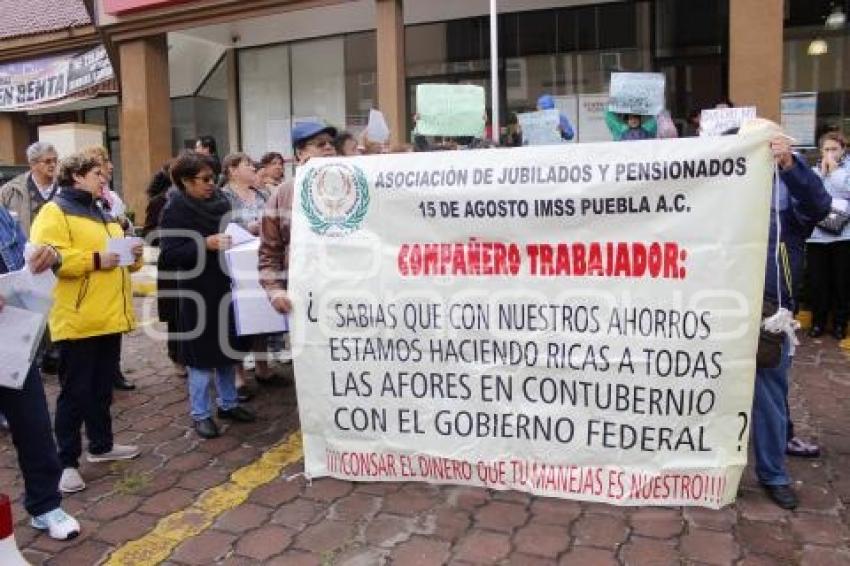 ENTA
ASOCIACIÓN DE JUBILADOS Y PENSIONADOS
15 DE AGOSTO IMSS PUEBLA A.C.
COMPAÑERO TRABAJADOR:
¿ SABIAS QUE CON NUESTROS AHORROS
ESTAMOS HACIENDO RICAS A TODAS
LAS AFORES EN CONTUBERNIO
CON EL GOBIERNO FEDERAL ?
!!!CONSAR EL DINERO QUE TU MANEJAS ES NUESTRO!!!